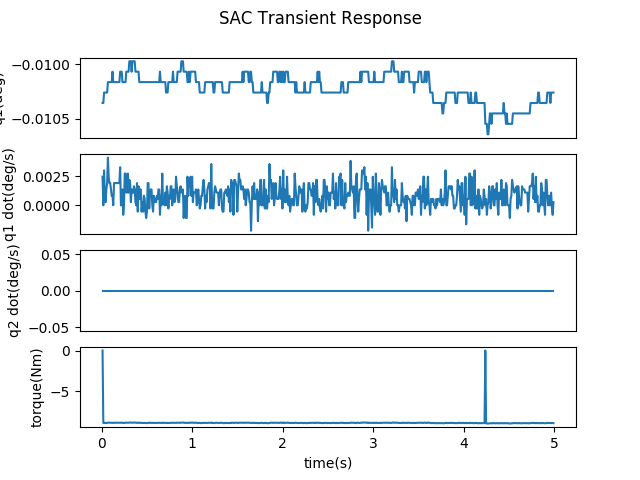 SAC Transient Response
−0.0100
−0.0105
q1(deg)
0.0025
0.0000
q1 dot(deg/s)
0.05
0.00
−0.05
q2 dot(deg/s)
0
−5
torque(Nm)
0 1 2 3 4 5
time(s)